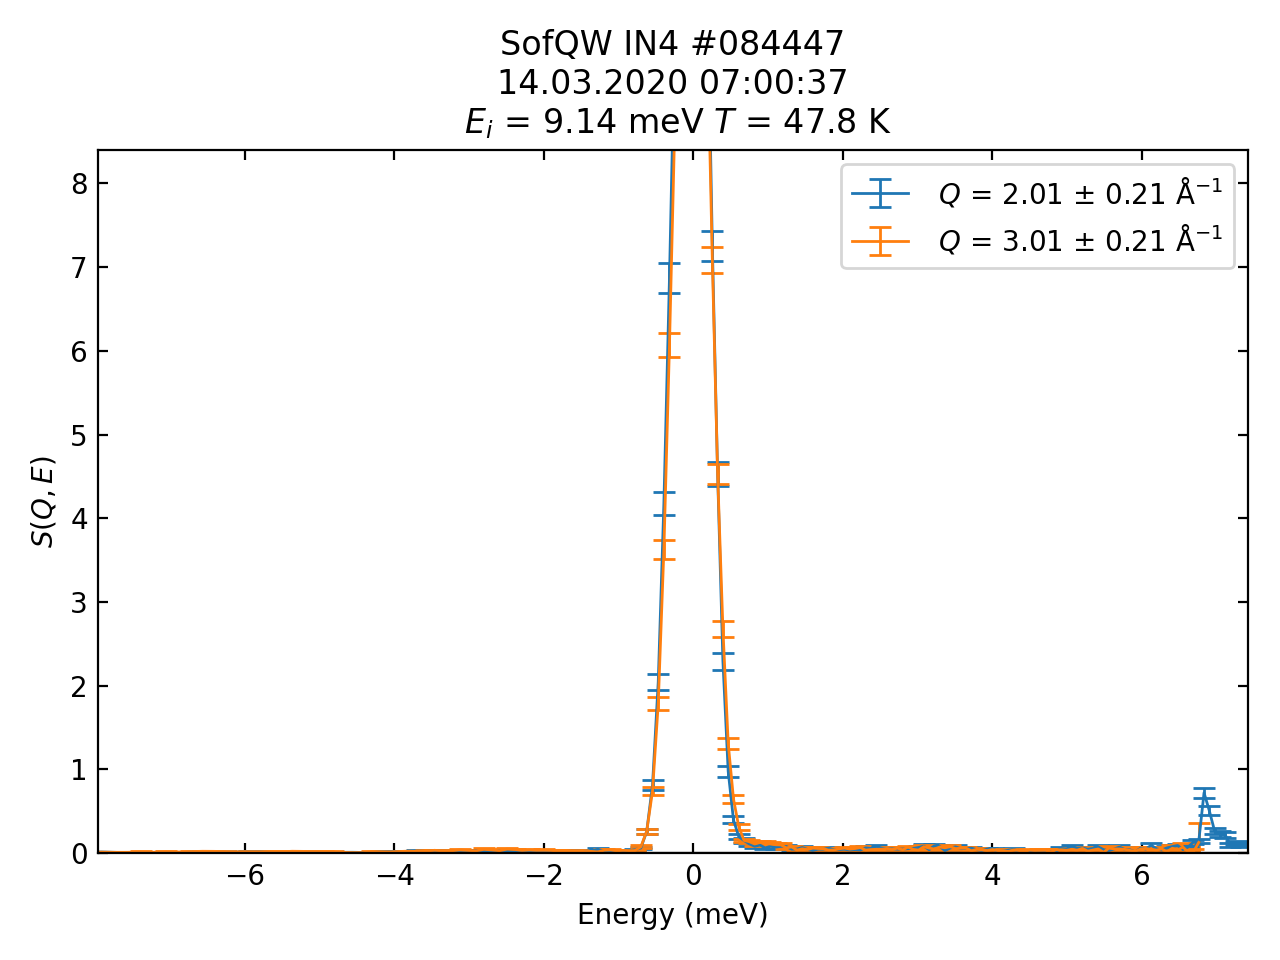 SofQW IN4 #084447
14.03.2020 07:00:37
E_i = 9.14 meV T = 47.8 K
Q = 2.01 ± 0.21 Å⁻¹
Q = 3.01 ± 0.21 Å⁻¹
8
7
6
5
4
3
2
1
0
S(Q, E)
−6 −4 −2 0 2 4 6
Energy (meV)